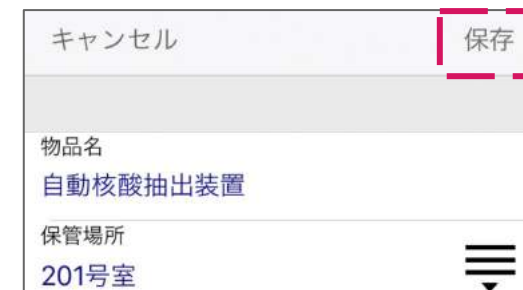 キャンセル 保存
物品名
自動核酸抽出装置
保管場所
201号室